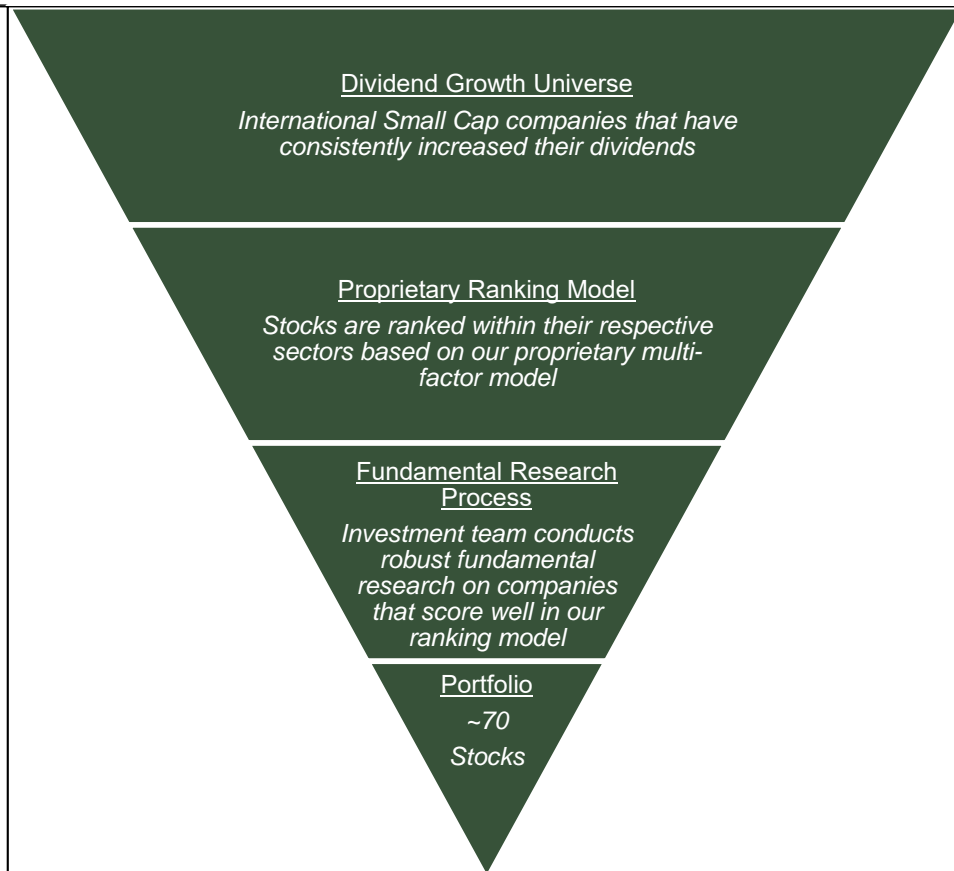 Dividend Growth Universe
International Small Cap companies that have
consistently increased their dividends
Proprietary Ranking Model
Stocks are ranked within their respective
sectors based on our proprietary multi-
factor model
Fundamental Research
Process
Investment team conducts
robust fundamental
research on companies
that score well in our
ranking model
Portfolio
~70
Stocks